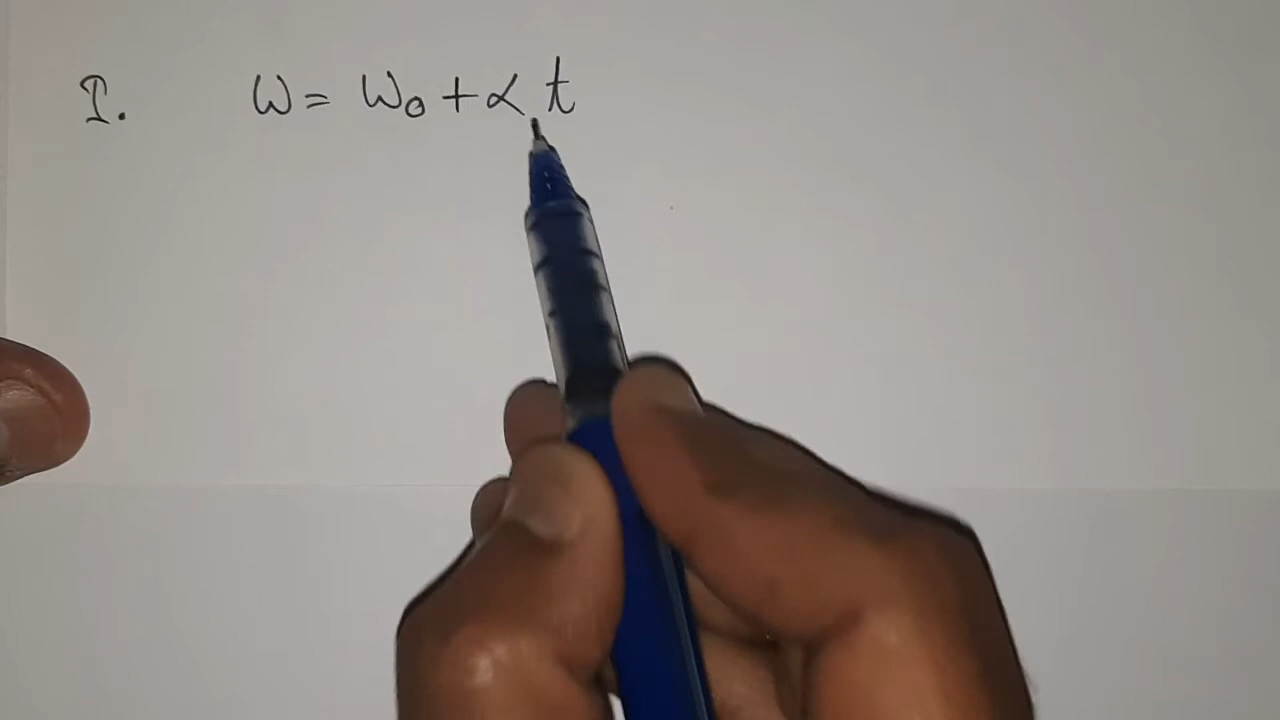 I. ω = ω₀ + α t